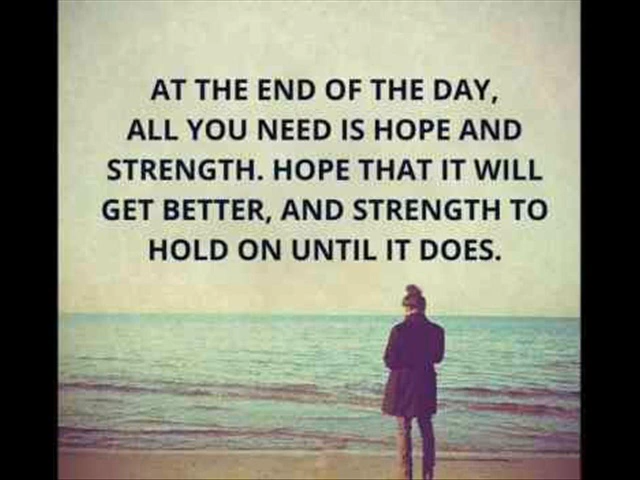 AT THE END OF THE DAY,
ALL YOU NEED IS HOPE AND
STRENGTH. HOPE THAT IT WILL
GET BETTER, AND STRENGTH TO
HOLD ON UNTIL IT DOES.